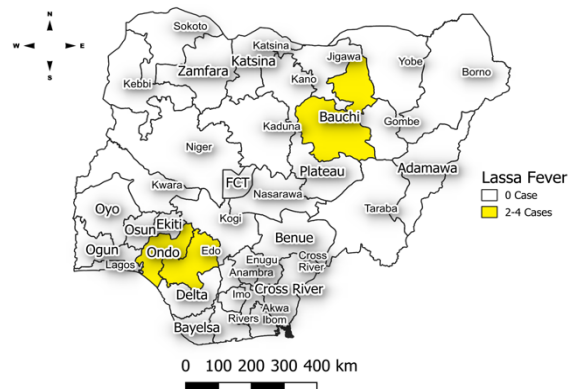 N
W E
S
Sokoto
Katsina
Zamfara
Katsina
Jigawa
Yobe
Borno
Kebbi
Kano
Bauchi
Kaduna
Gombe
Niger
Plateau
Adamawa
Kwara
FCT
Nasarawa
Taraba
Oyo
Kogi
Osun
Ekiti
Benue
Ogun
Ondo
Edo
Lagos
Enugu
Cross
River
Anambra
Delta
Imo
Cross River
Akwa
Ibom
Bayelsa
Rivers
Lassa Fever
0 Case
2-4 Cases
0 100 200 300 400 km